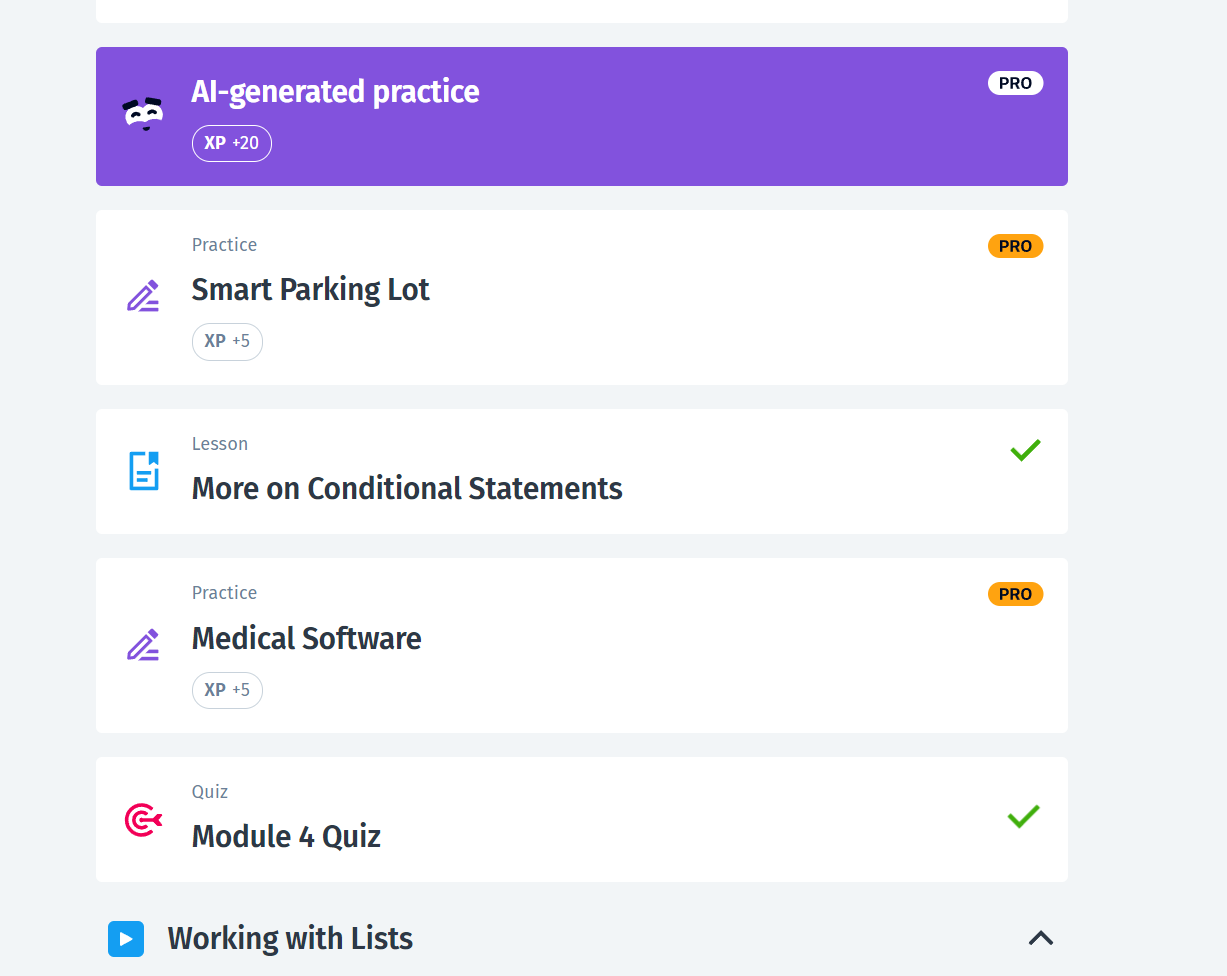 AI-generated practice
PRO
XP +20
Practice
PRO
Smart Parking Lot
XP +5
Lesson
More on Conditional Statements
Practice
PRO
Medical Software
XP +5
Quiz
Module 4 Quiz
Working with Lists